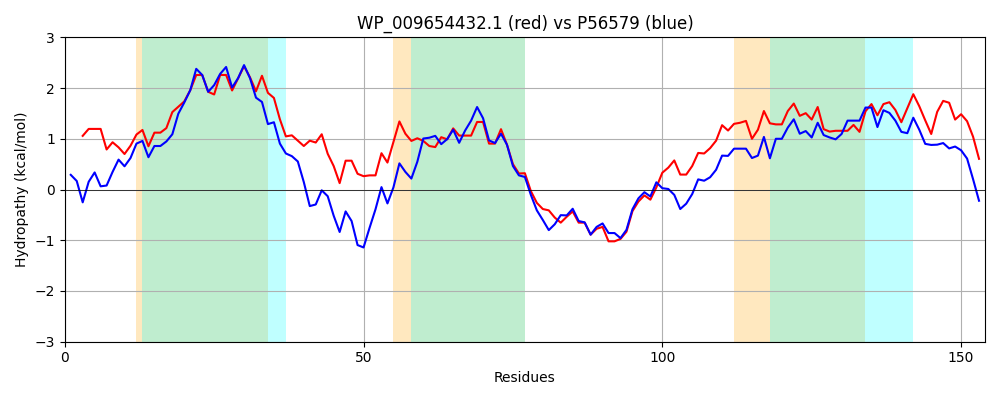 WP_009654432.1 (red) vs P56579 (blue)
Hydropathy (kcal/mol)
3
2
1
0
−1
−2
−3
0 50 100 150
Residues